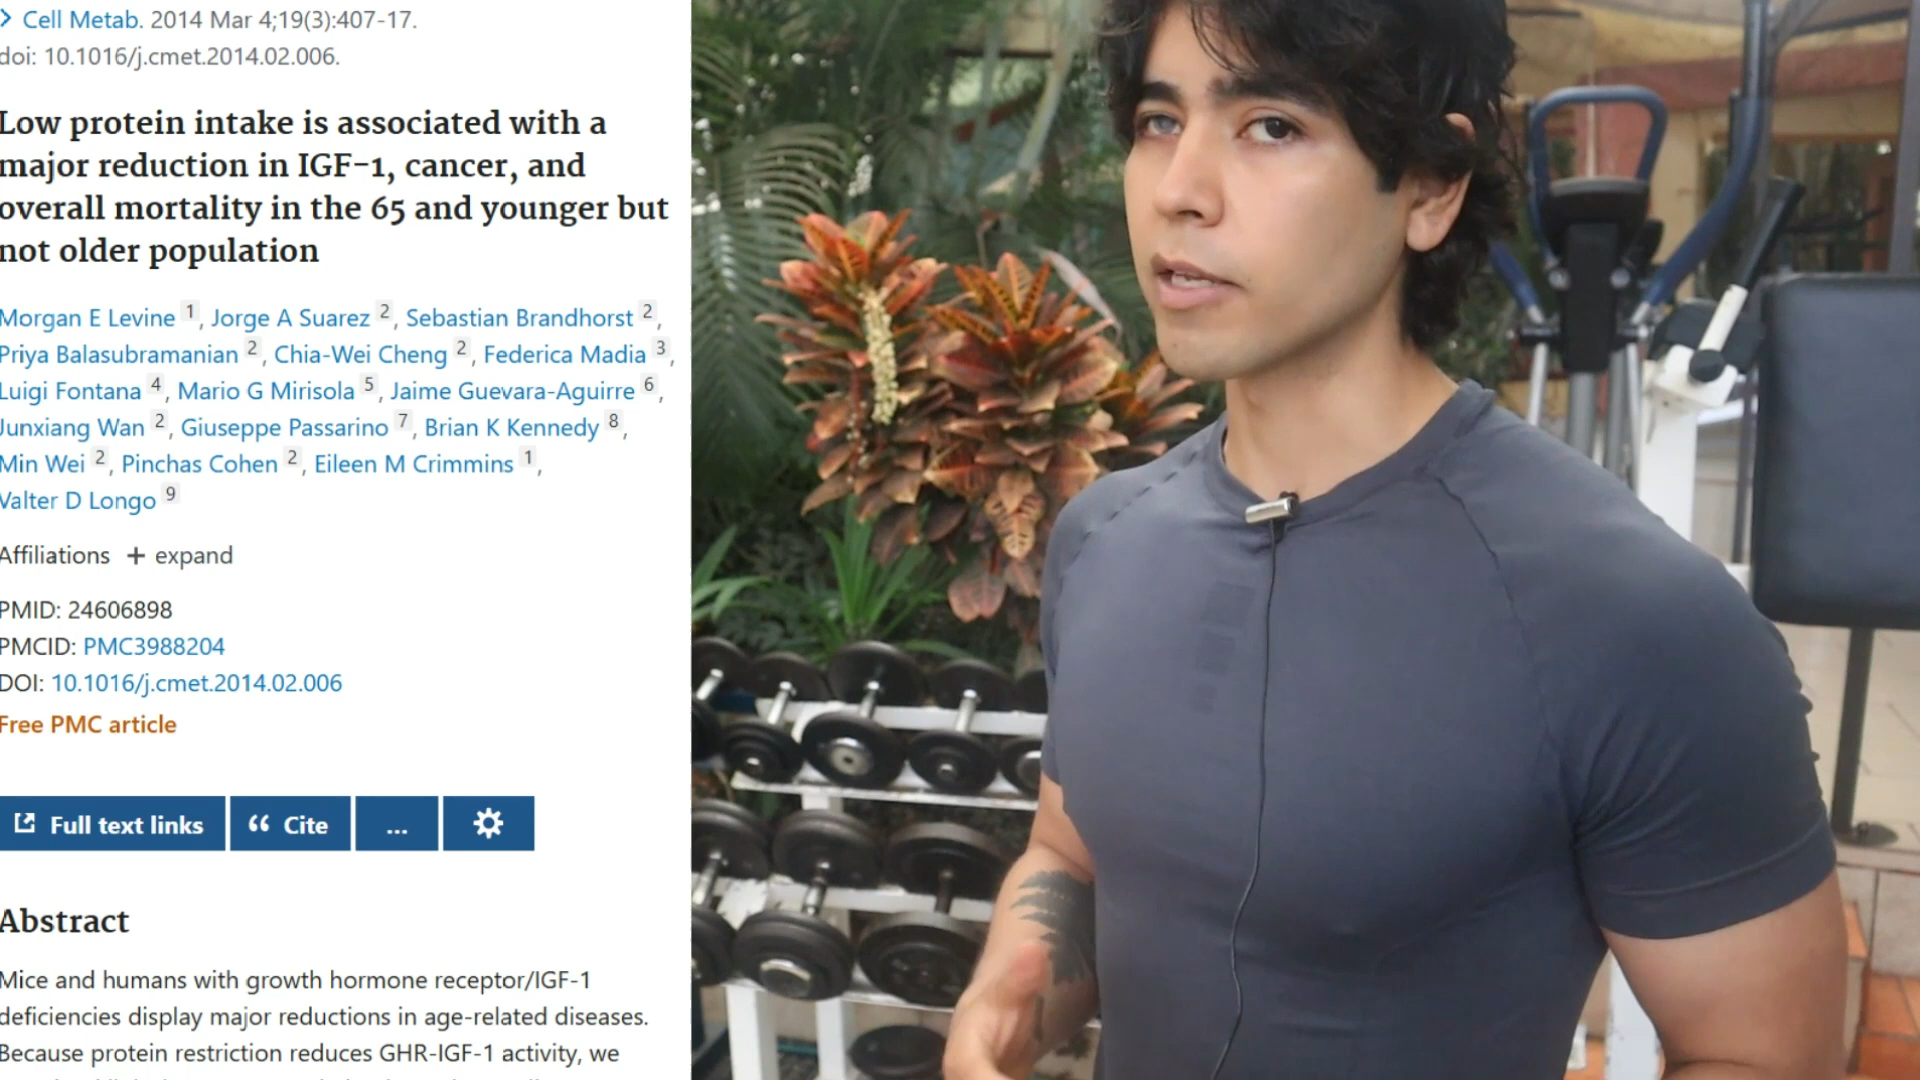 Cell Metab. 2014 Mar 4;19(3):407-17.
doi: 10.1016/j.cmet.2014.02.006.
Low protein intake is associated with a
major reduction in IGF-1, cancer, and
overall mortality in the 65 and younger but
not older population
Morgan E Levine 1, Jorge A Suarez 2, Sebastian Brandhorst 2,
Priya Balasubramanian 2, Chia-Wei Cheng 2, Federica Madia 3,
Luigi Fontana 4, Mario G Mirisola 5, Jaime Guevara-Aguirre 6,
Junxiang Wan 2, Giuseppe Passarino 7, Brian K Kennedy 8,
Min Wei 2, Pinchas Cohen 2, Eileen M Crimmins 1,
Valter D Longo 9
Affiliations + expand
PMID: 24606898
PMCID: PMC3988204
DOI: 10.1016/j.cmet.2014.02.006
Free PMC article
Full text links
Cite
...
Abstract
Mice and humans with growth hormone receptor/IGF-1
deficiencies display major reductions in age-related diseases.
Because protein restriction reduces GHR-IGF-1 activity, we